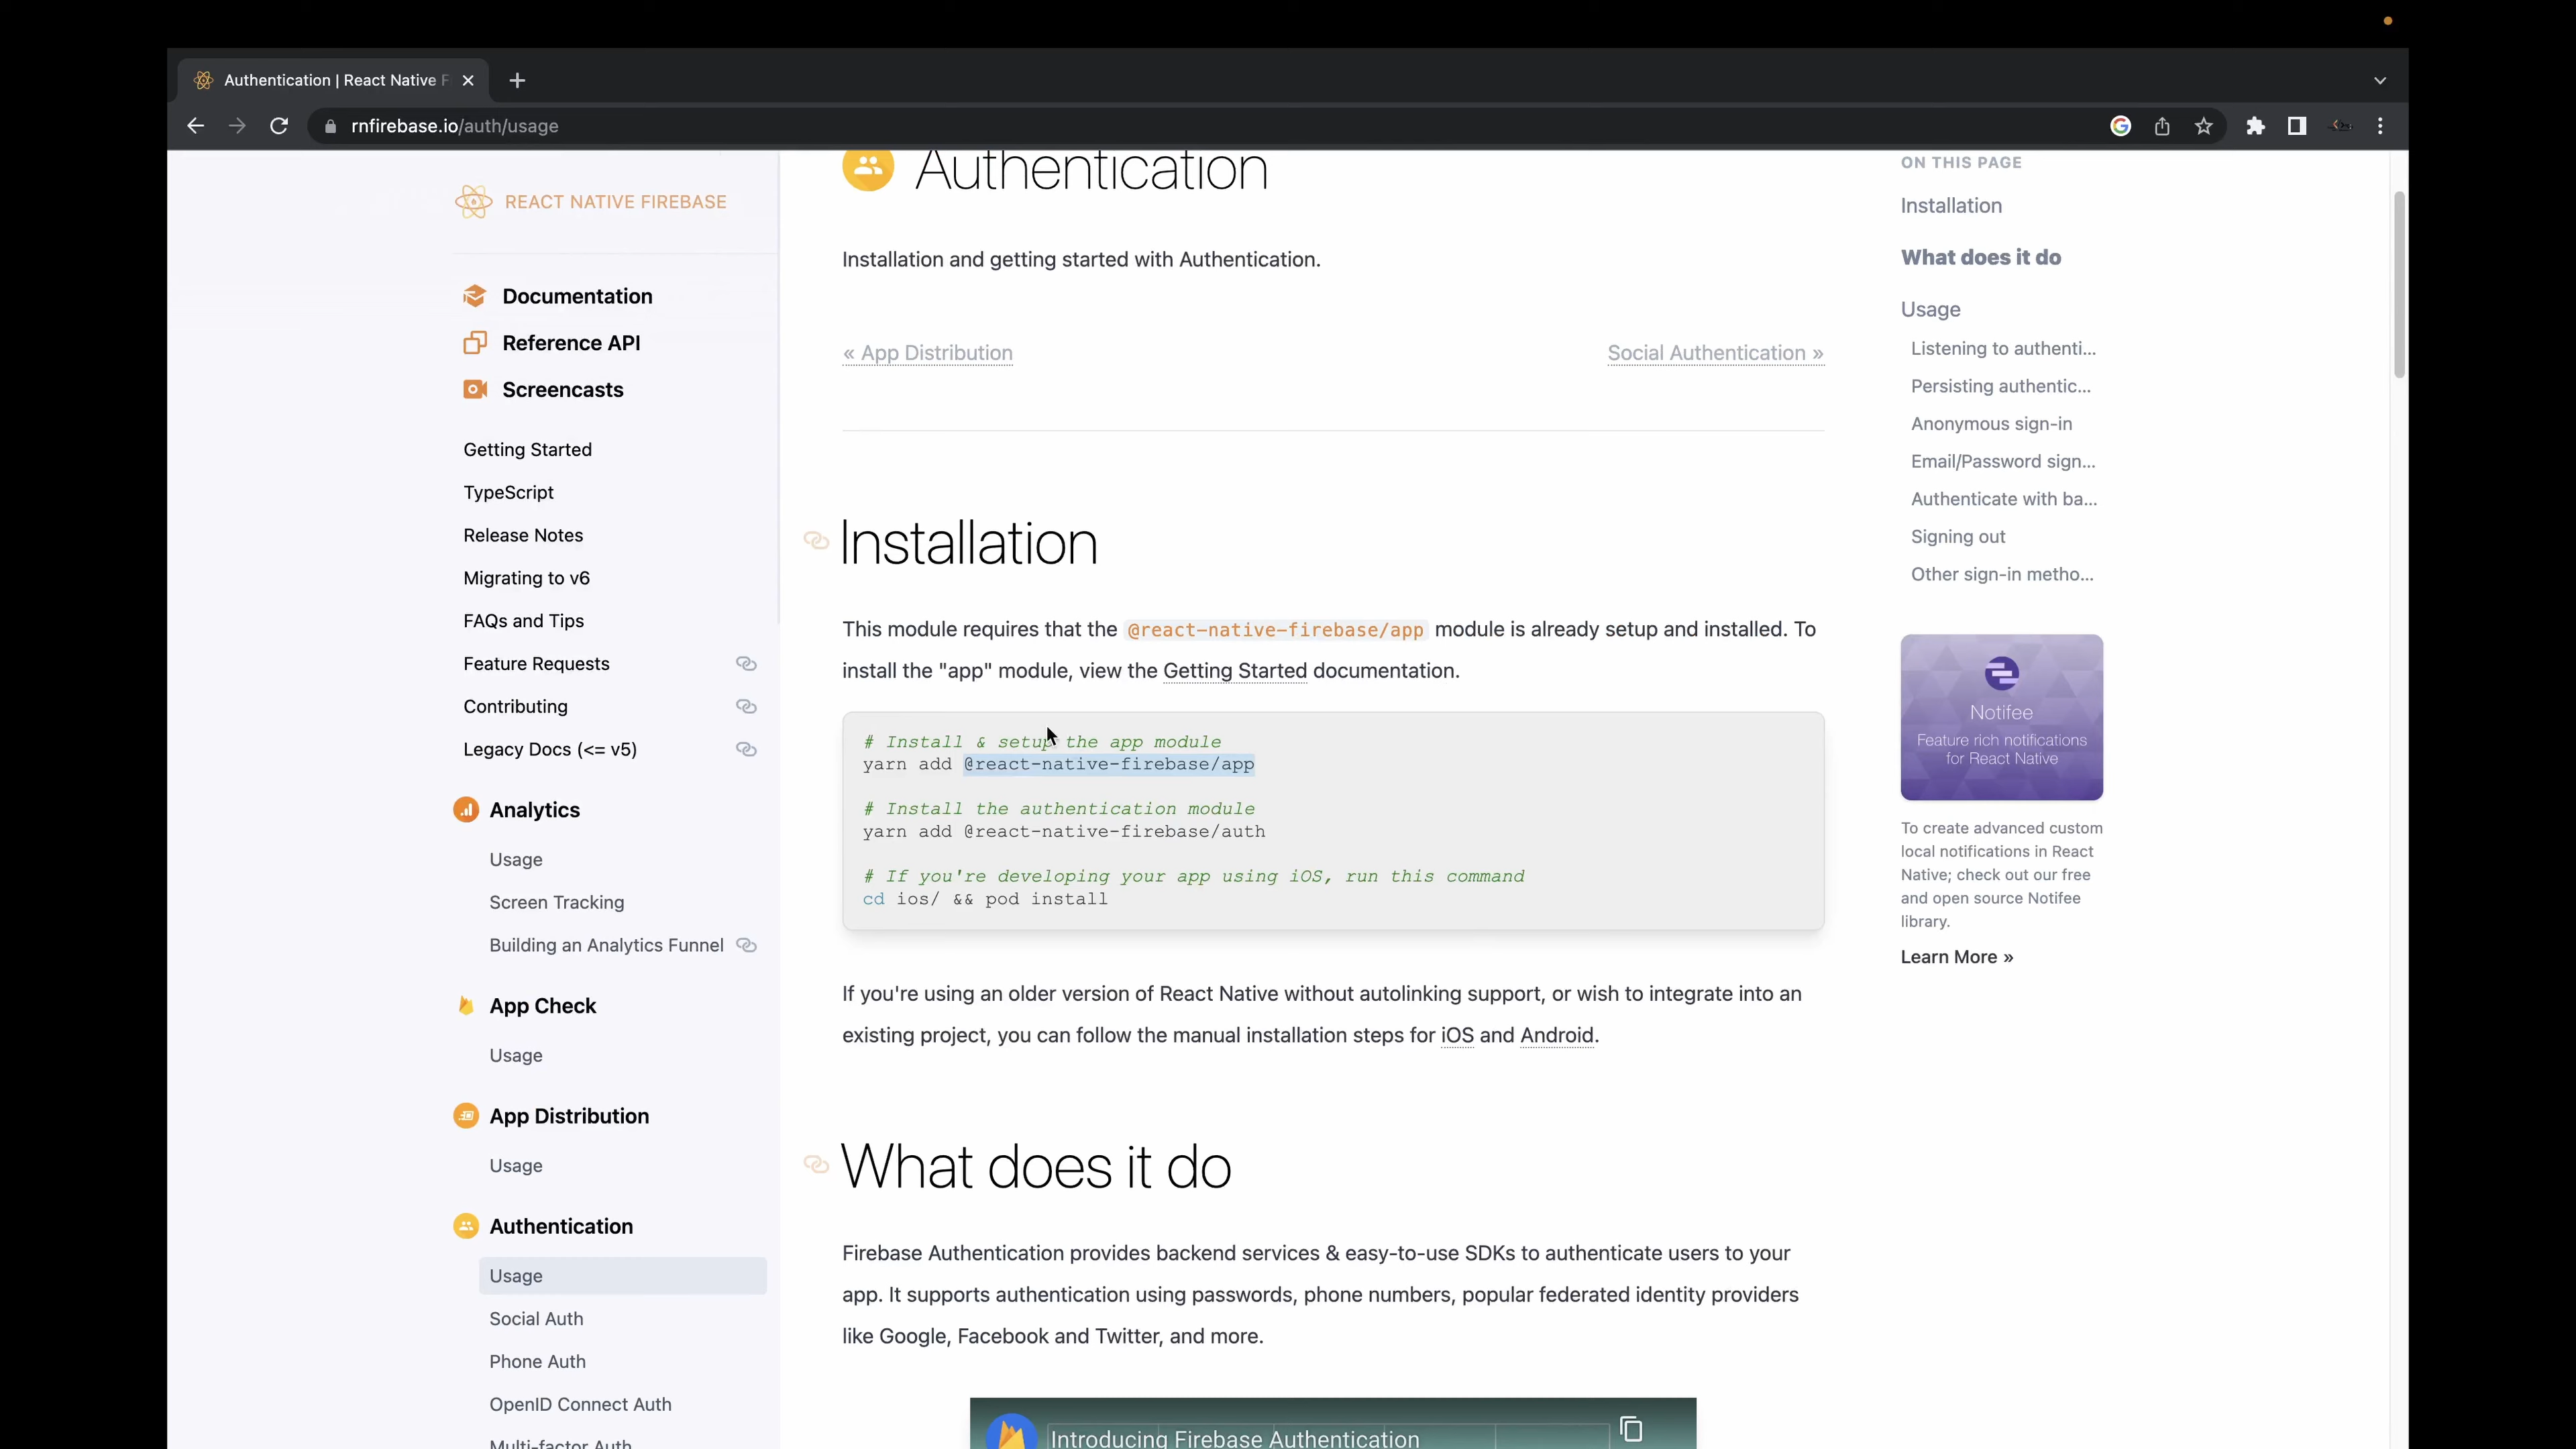 Authentication | React Native F
rnfirebase.io/auth/usage
REACT NATIVE FIREBASE
Documentation
Reference API
Screencasts
Getting Started
TypeScript
Release Notes
Migrating to v6
FAQs and Tips
Feature Requests
Contributing
Legacy Docs (<= v5)
Analytics
Usage
Screen Tracking
Building an Analytics Funnel
App Check
Usage
App Distribution
Usage
Authentication
Usage
Social Auth
Phone Auth
OpenID Connect Auth
Multi-factor Auth
Authentication
Installation and getting started with Authentication.
« App Distribution
Social Authentication »
Installation
This module requires that the @react-native-firebase/app module is already setup and installed. To
install the "app" module, view the Getting Started documentation.
# Install & setup the app module
yarn add @react-native-firebase/app
# Install the authentication module
yarn add @react-native-firebase/auth
# If you're developing your app using iOS, run this command
cd ios/ && pod install
If you're using an older version of React Native without autolinking support, or wish to integrate into an
existing project, you can follow the manual installation steps for iOS and Android.
What does it do
Firebase Authentication provides backend services & easy-to-use SDKs to authenticate users to your
app. It supports authentication using passwords, phone numbers, popular federated identity providers
like Google, Facebook and Twitter, and more.
Introducing Firebase Authentication
ON THIS PAGE
Installation
What does it do
Usage
Listening to authenti...
Persisting authentic...
Anonymous sign-in
Email/Password sign...
Authenticate with ba...
Signing out
Other sign-in metho...
Notifee
Feature rich notifications
for React Native
To create advanced custom
local notifications in React
Native; check out our free
and open source Notifee
library.
Learn More »